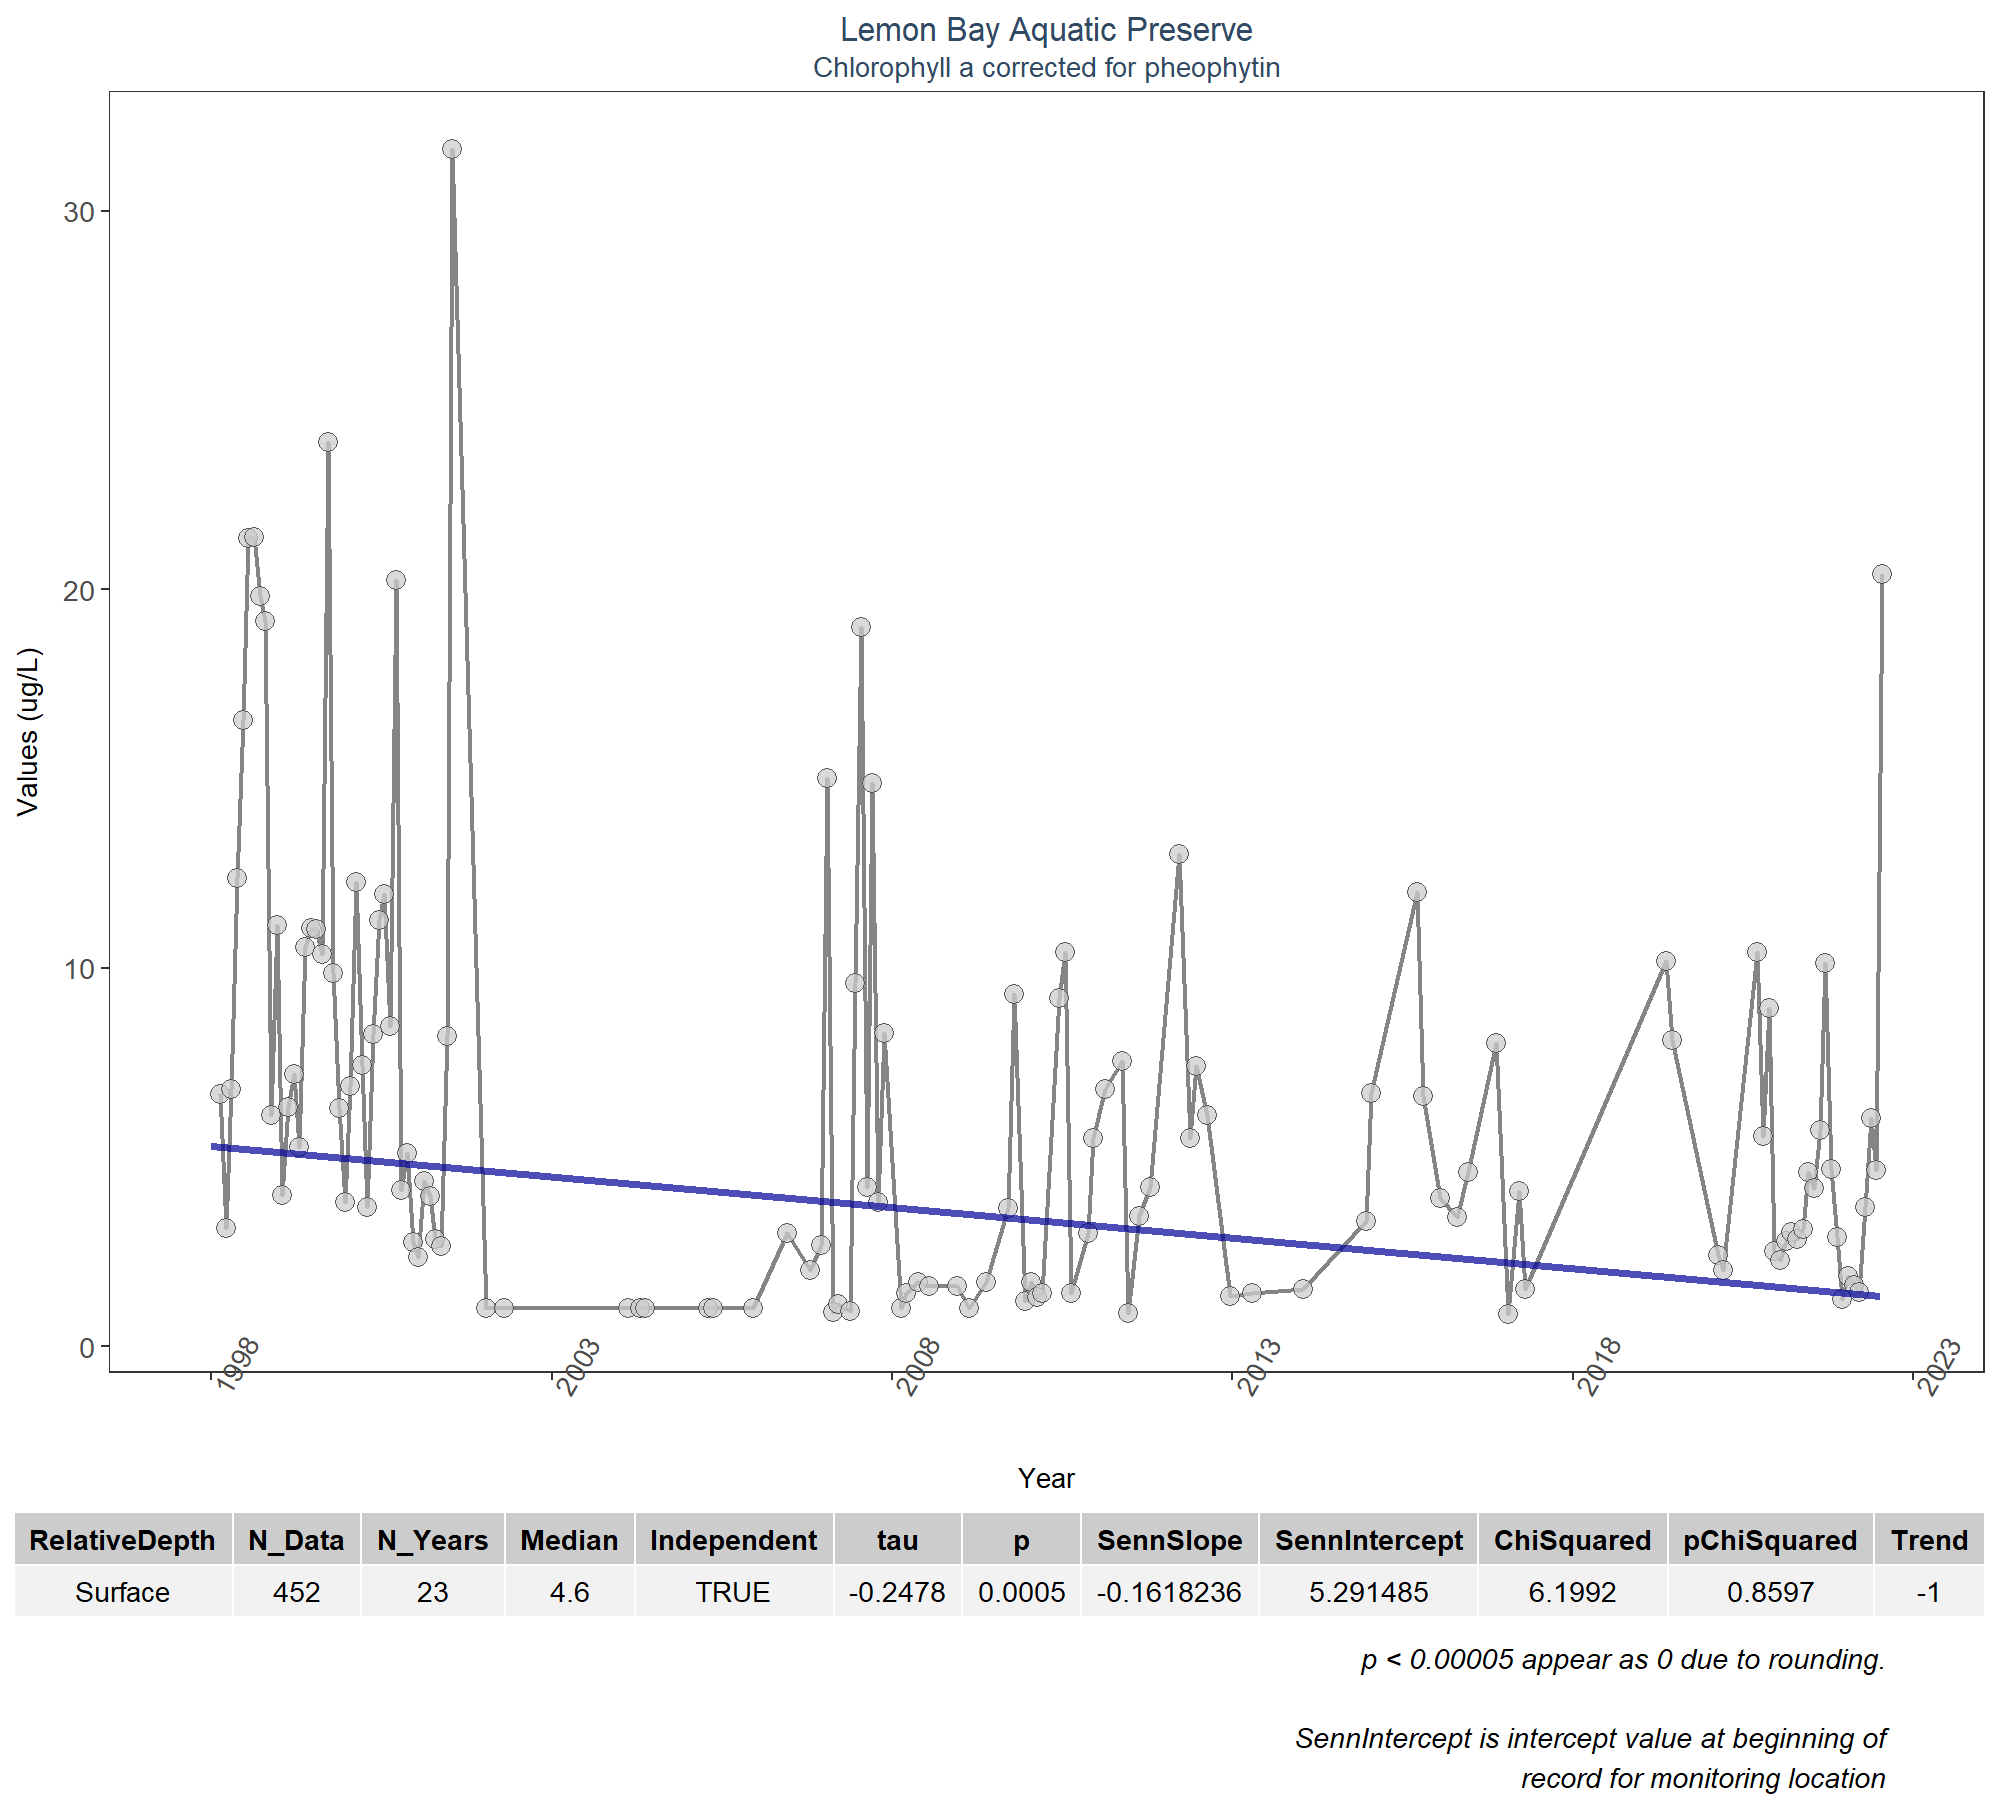 Lemon Bay Aquatic Preserve
Chlorophyll a corrected for pheophytin
Values (ug/L)
30
20
10
0
1998 2003 2008 2013 2018 2023
Year
RelativeDepth N_Data N_Years Median Independent tau p SennSlope SennIntercept ChiSquared pChiSquared Trend
Surface 452 23 4.6 TRUE -0.2478 0.0005 -0.1618236 5.291485 6.1992 0.8597 -1
p < 0.00005 appear as 0 due to rounding.
SennIntercept is intercept value at beginning of
record for monitoring location